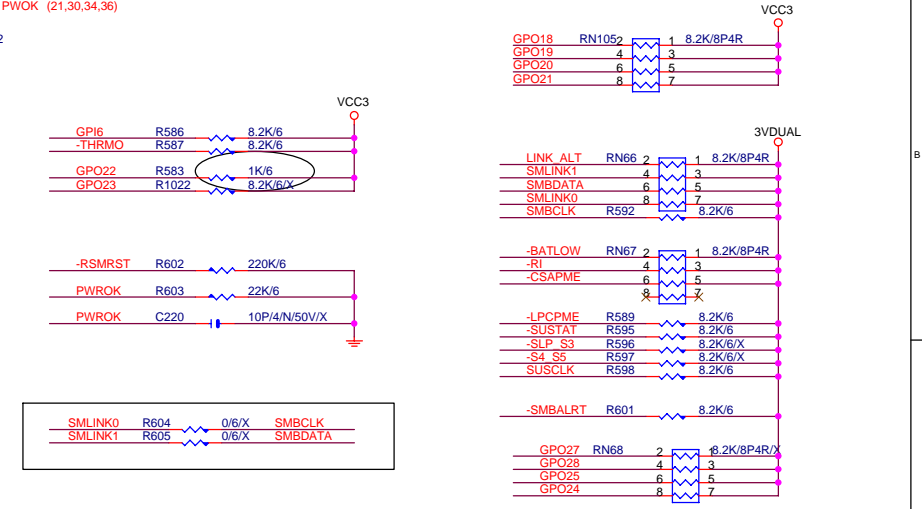 PWOK (21,30,34,36)
2
VCC3
GPO18 RN105 2 1 8.2K/8P4R
GPO19 4 3
GPO20 6 5
GPO21 8 7
VCC3
GPI6 R586 8.2K/6
-THRMO R587 8.2K/6
GPO22 R583 1K/6
GPO23 R1022 8.2K/6/X
3VDUAL
LINK_ALT RN66 2 1 8.2K/8P4R
SMLINK1 4 3
SMBDATA 6 5
SMLINK0 8 7
SMBCLK R592 8.2K/6
B
-BATLOW RN67 2 1 8.2K/8P4R
-RI 4 3
-CSAPME 6 5
8 7
-RSMRST R602 220K/6
PWROK R603 22K/6
PWROK C220 10P/4/N/50V/X
-LPCPME R589 8.2K/6
-SUSTAT R595 8.2K/6
-SLP_S3 R596 8.2K/6/X
-S4_S5 R597 8.2K/6/X
SUSCLK R598 8.2K/6
-SMBALRT R601 8.2K/6
SMLINK0 R604 0/6/X SMBCLK
SMLINK1 R605 0/6/X SMBDATA
GPO27 RN68 2 1 8.2K/8P4R/X
GPO28 4 3
GPO25 6 5
GPO24 8 7